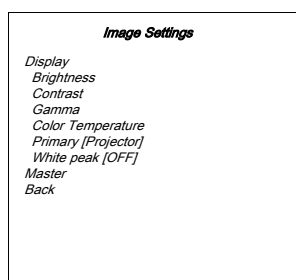 Image Settings
Display
Brightness
Contrast
Gamma
Color Temperature
Primary [Projector]
White peak [OFF]
Master
Back